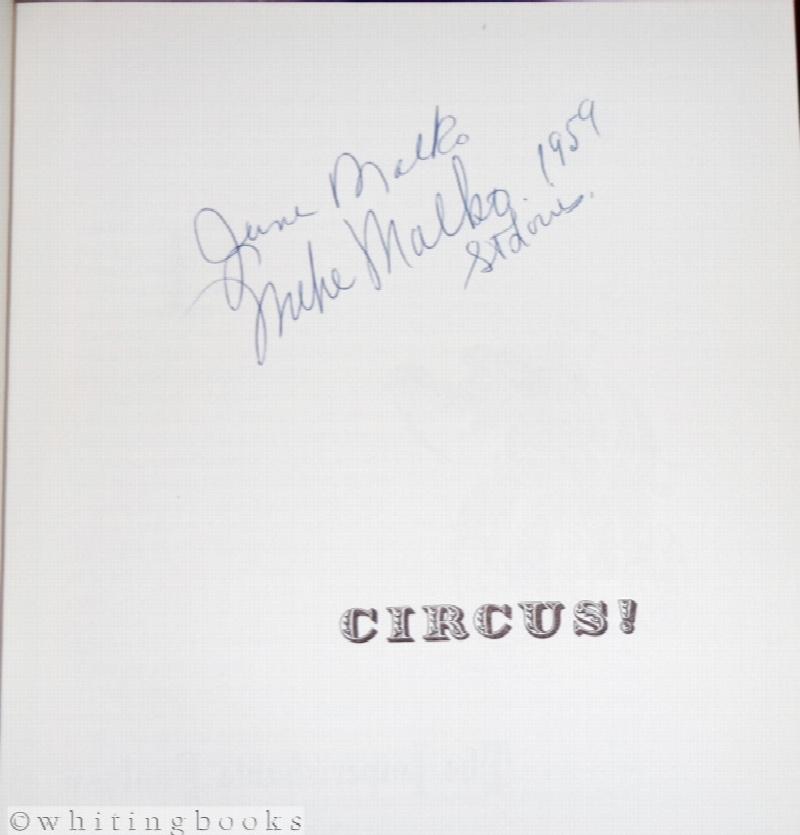 June Malko
Mike Malko. 1959
St Louis.
CIRCUS!
©whitingbooks